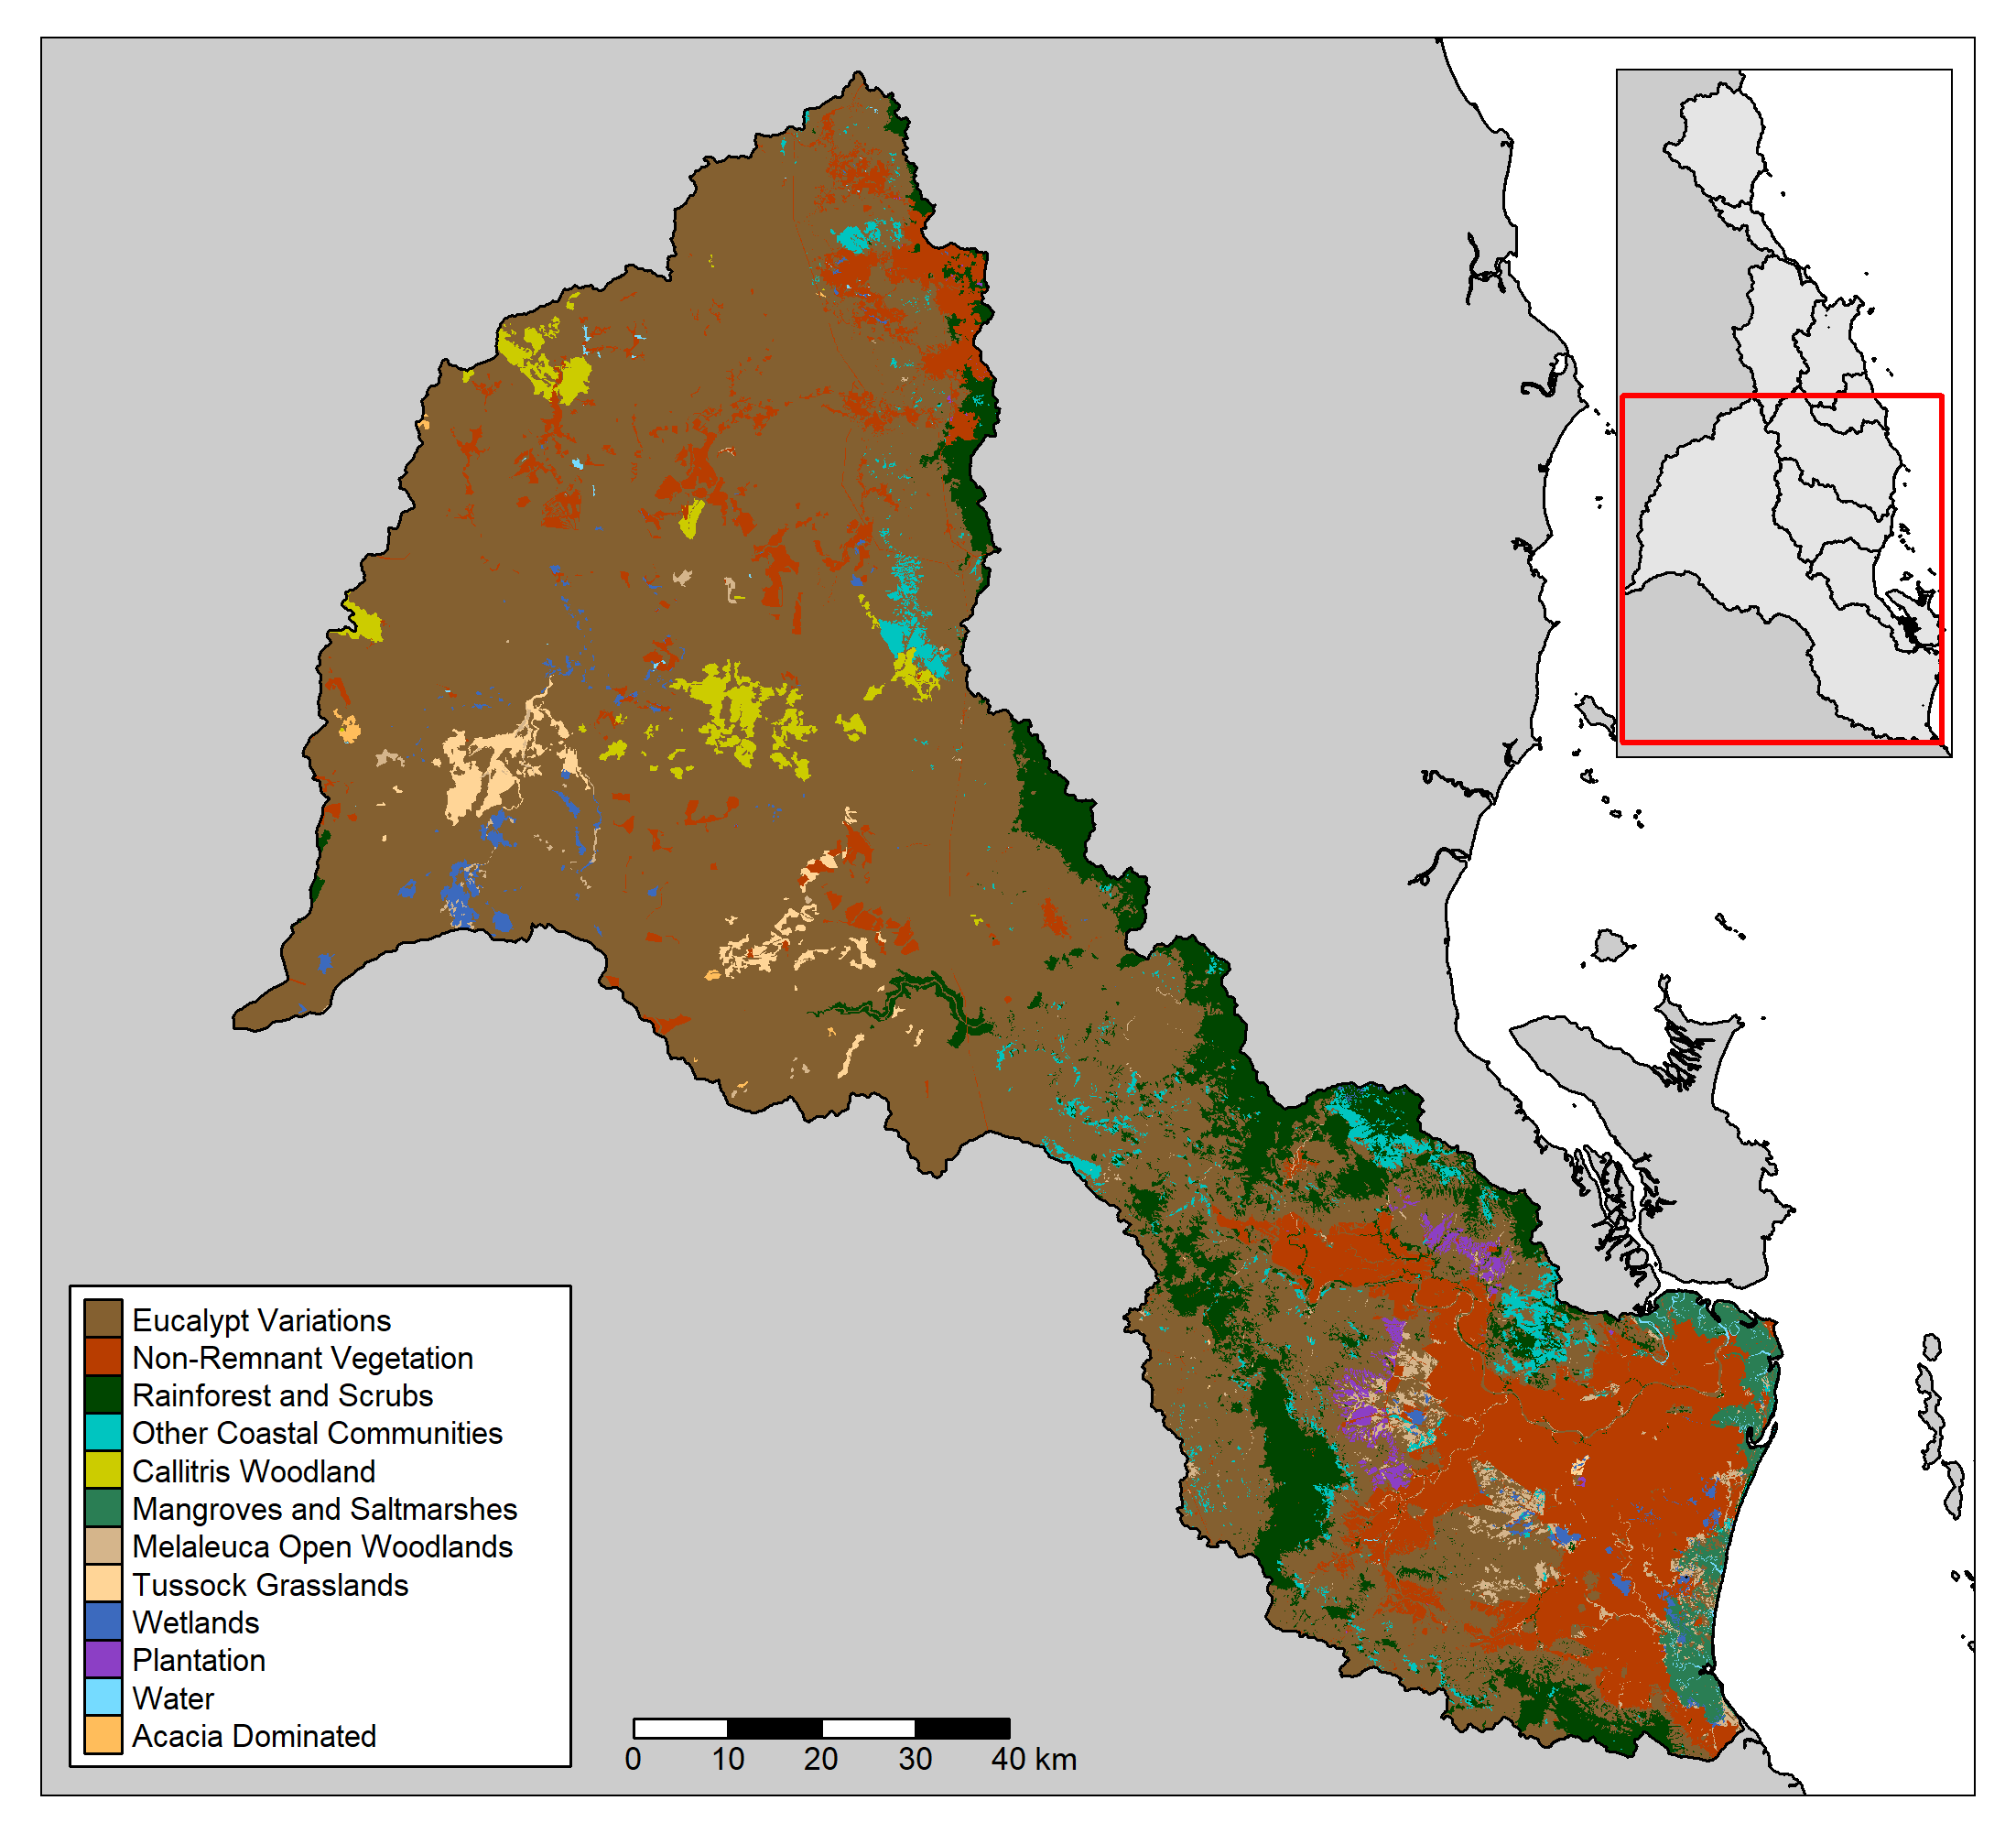 Eucalypt Variations
Non-Remnant Vegetation
Rainforest and Scrubs
Other Coastal Communities
Callitris Woodland
Mangroves and Saltmarshes
Melaleuca Open Woodlands
Tussock Grasslands
Wetlands
Plantation
Water
Acacia Dominated
0 10 20 30 40 km